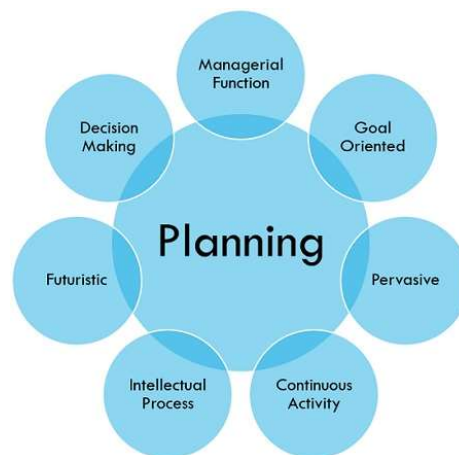 Managerial
Function
Goal
Oriented
Pervasive
Continuous
Activity
Intellectual
Process
Futuristic
Decision
Making
Planning